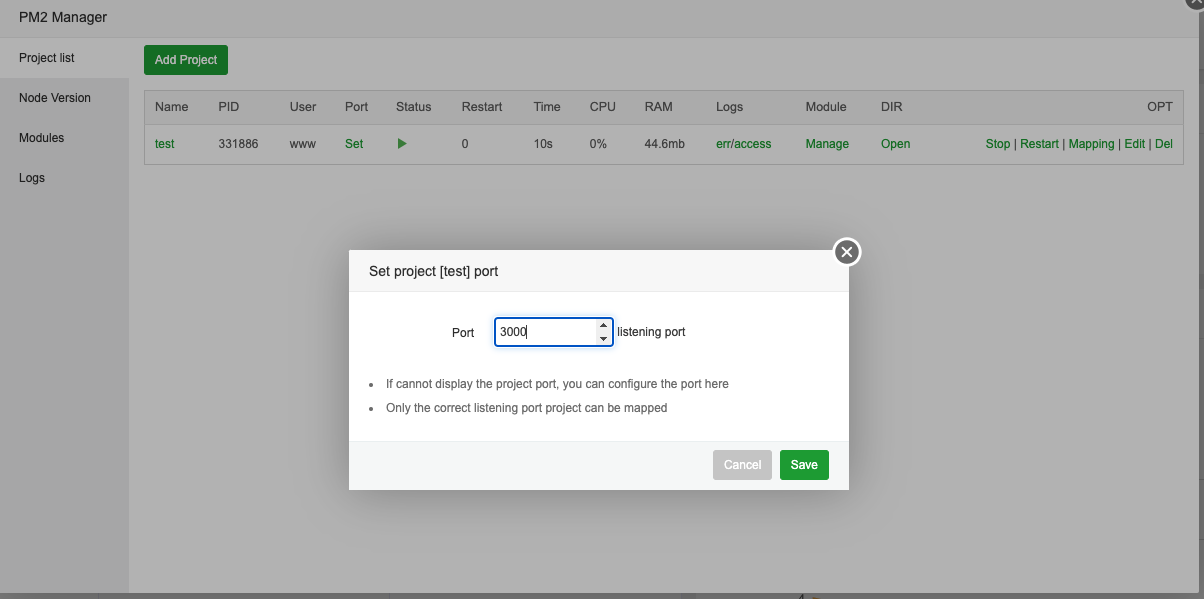 PM2 Manager
Project list
Node Version
Modules
Logs
Add Project
Name PID User Port Status Restart Time CPU RAM Logs Module DIR OPT
test 331886 www Set 0 10s 0% 44.6mb err/access Manage Open Stop | Restart | Mapping | Edit | Del
Set project [test] port
Port 3000 listening port
If cannot display the project port, you can configure the port here
Only the correct listening port project can be mapped
Cancel Save